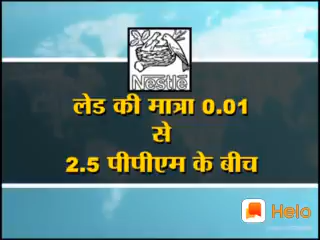 Nestlé
लेड की मात्रा 0.01
से
2.5 पीपीएम के बीच
Helo